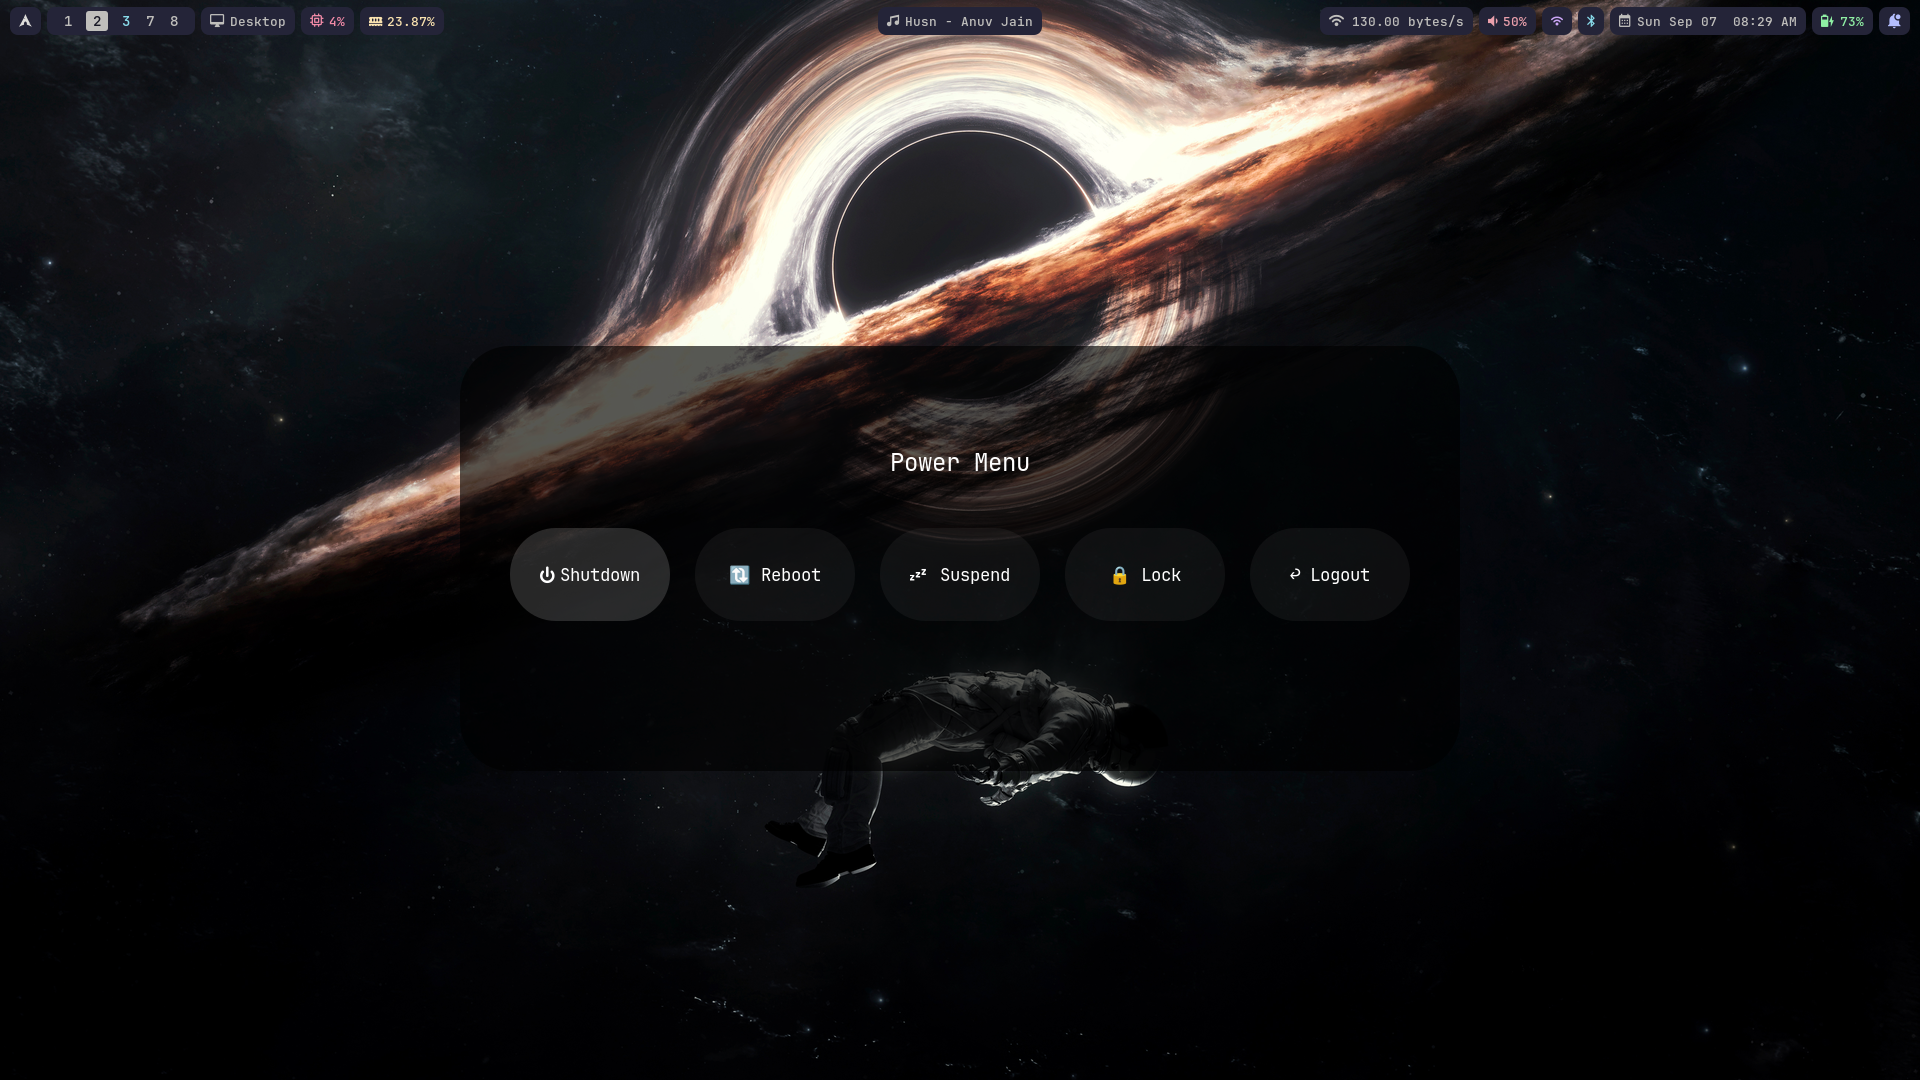 1 2 3 7 8 Desktop 4% 23.87% Husn - Anuv Jain 130.00 bytes/s 50% Sun Sep 07 08:29 AM 73%
Power Menu
Shutdown Reboot zzz Suspend Lock Logout